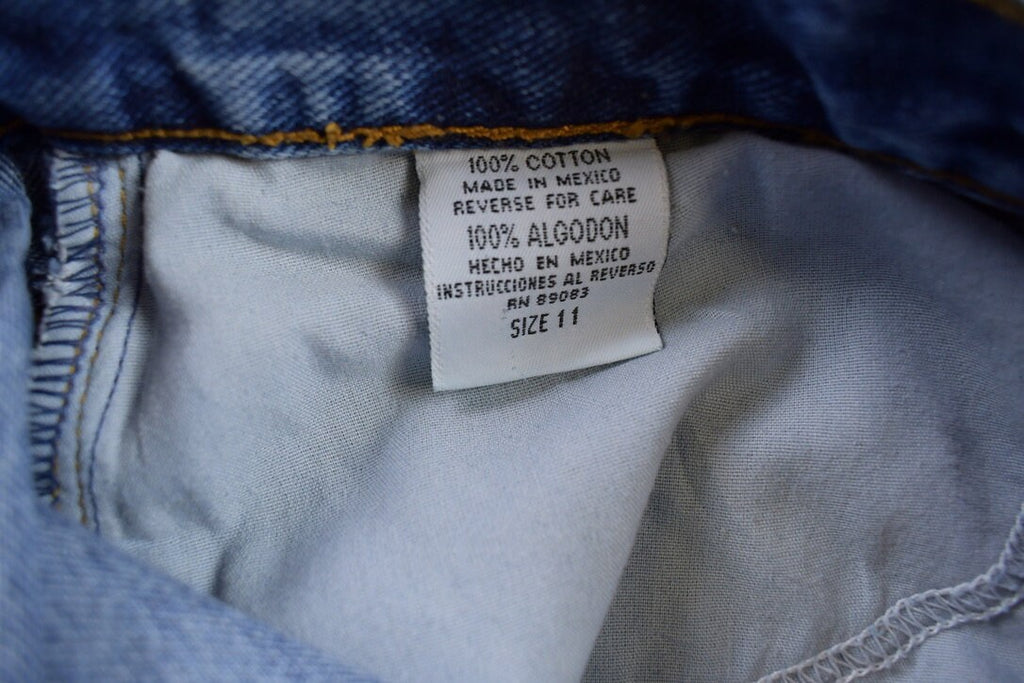 100% COTTON
MADE IN MEXICO
REVERSE FOR CARE
100% ALGODON
HECHO EN MEXICO
INSTRUCCIONES AL REVERSO
RN 89083
SIZE 11